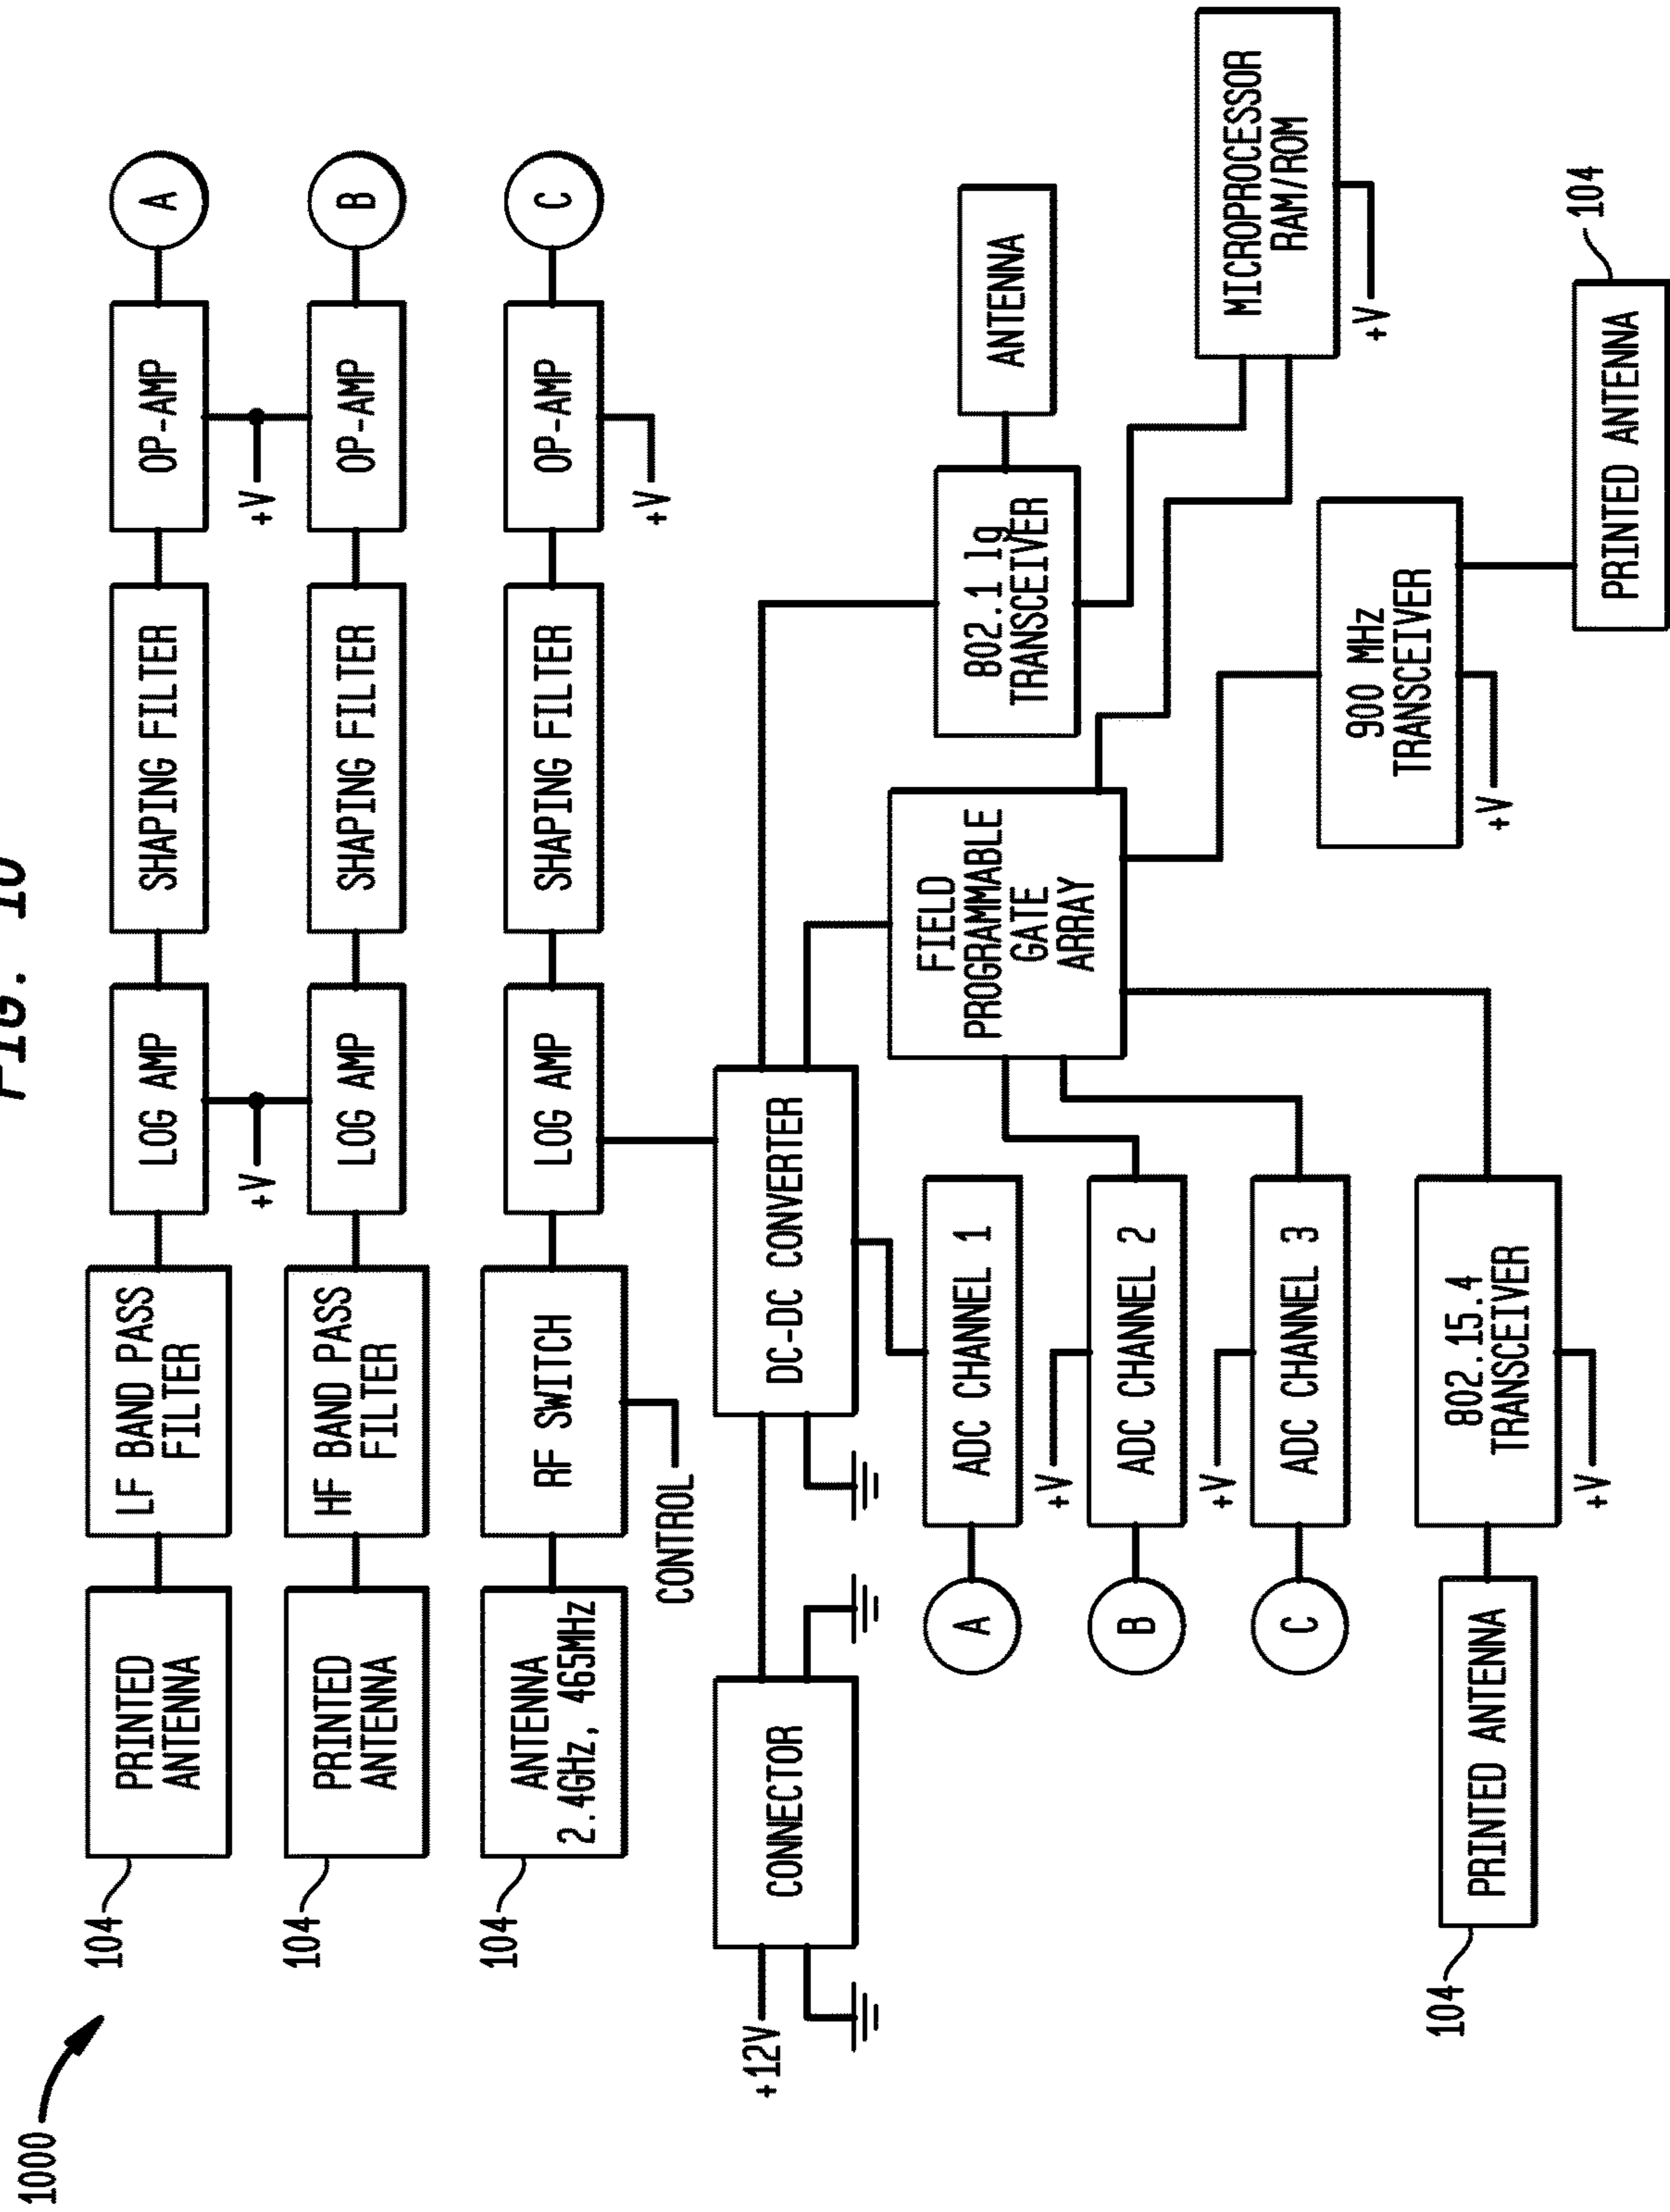 FIG. 10
1000
104
PRINTED
ANTENNA
LF BAND PASS
FILTER
LOG AMP
SHAPING FILTER
OP-AMP
A
+V
+V
104
PRINTED
ANTENNA
HF BAND PASS
FILTER
LOG AMP
SHAPING FILTER
OP-AMP
B
104
ANTENNA
2.4GHz, 465MHz
RF SWITCH
LOG AMP
SHAPING FILTER
OP-AMP
C
CONTROL
+V
+12V
CONNECTOR
DC-DC CONVERTER
A
ADC CHANNEL 1
FIELD
PROGRAMMABLE
GATE
ARRAY
802.1 lg
TRANSCEIVER
ANTENNA
+V
B
ADC CHANNEL 2
+V
C
ADC CHANNEL 3
MICROPROCESSOR
RAM/ROM
+V
900 MHz
TRANSCEIVER
+V
104
PRINTED ANTENNA
802.15.4
TRANSCEIVER
+V
PRINTED ANTENNA
104